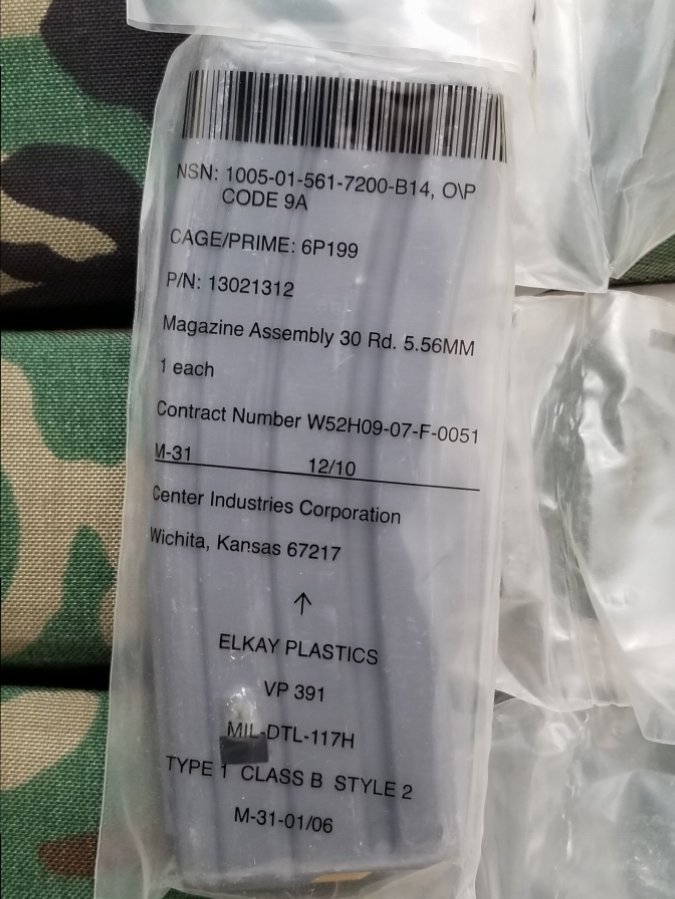 NSN: 1005-01-561-7200-B14, O\P
CODE 9A
CAGE/PRIME: 6P199
P/N: 13021312
Magazine Assembly 30 Rd. 5.56MM
1 each
Contract Number W52H09-07-F-0051
M-31 12/10
Center Industries Corporation
Wichita, Kansas 67217
↑
ELKAY PLASTICS
VP 391
MIL-DTL-117H
TYPE 1 CLASS B STYLE 2
M-31-01/06